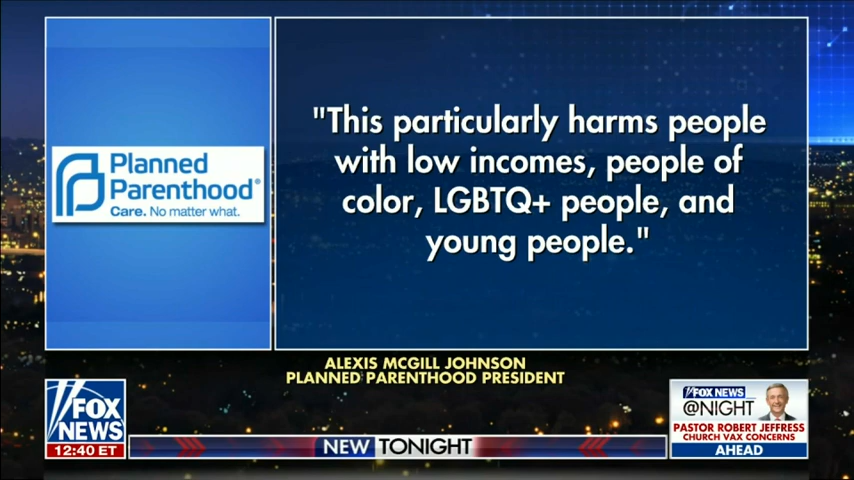 Planned
Parenthood®
Care. No matter what.
"This particularly harms people
with low incomes, people of
color, LGBTQ+ people, and
young people."
ALEXIS MCGILL JOHNSON
PLANNED PARENTHOOD PRESIDENT
FOX
NEWS
12:40 ET
NEW TONIGHT
FOX NEWS
@NIGHT
PASTOR ROBERT JEFFRESS
CHURCH VAX CONCERNS
AHEAD